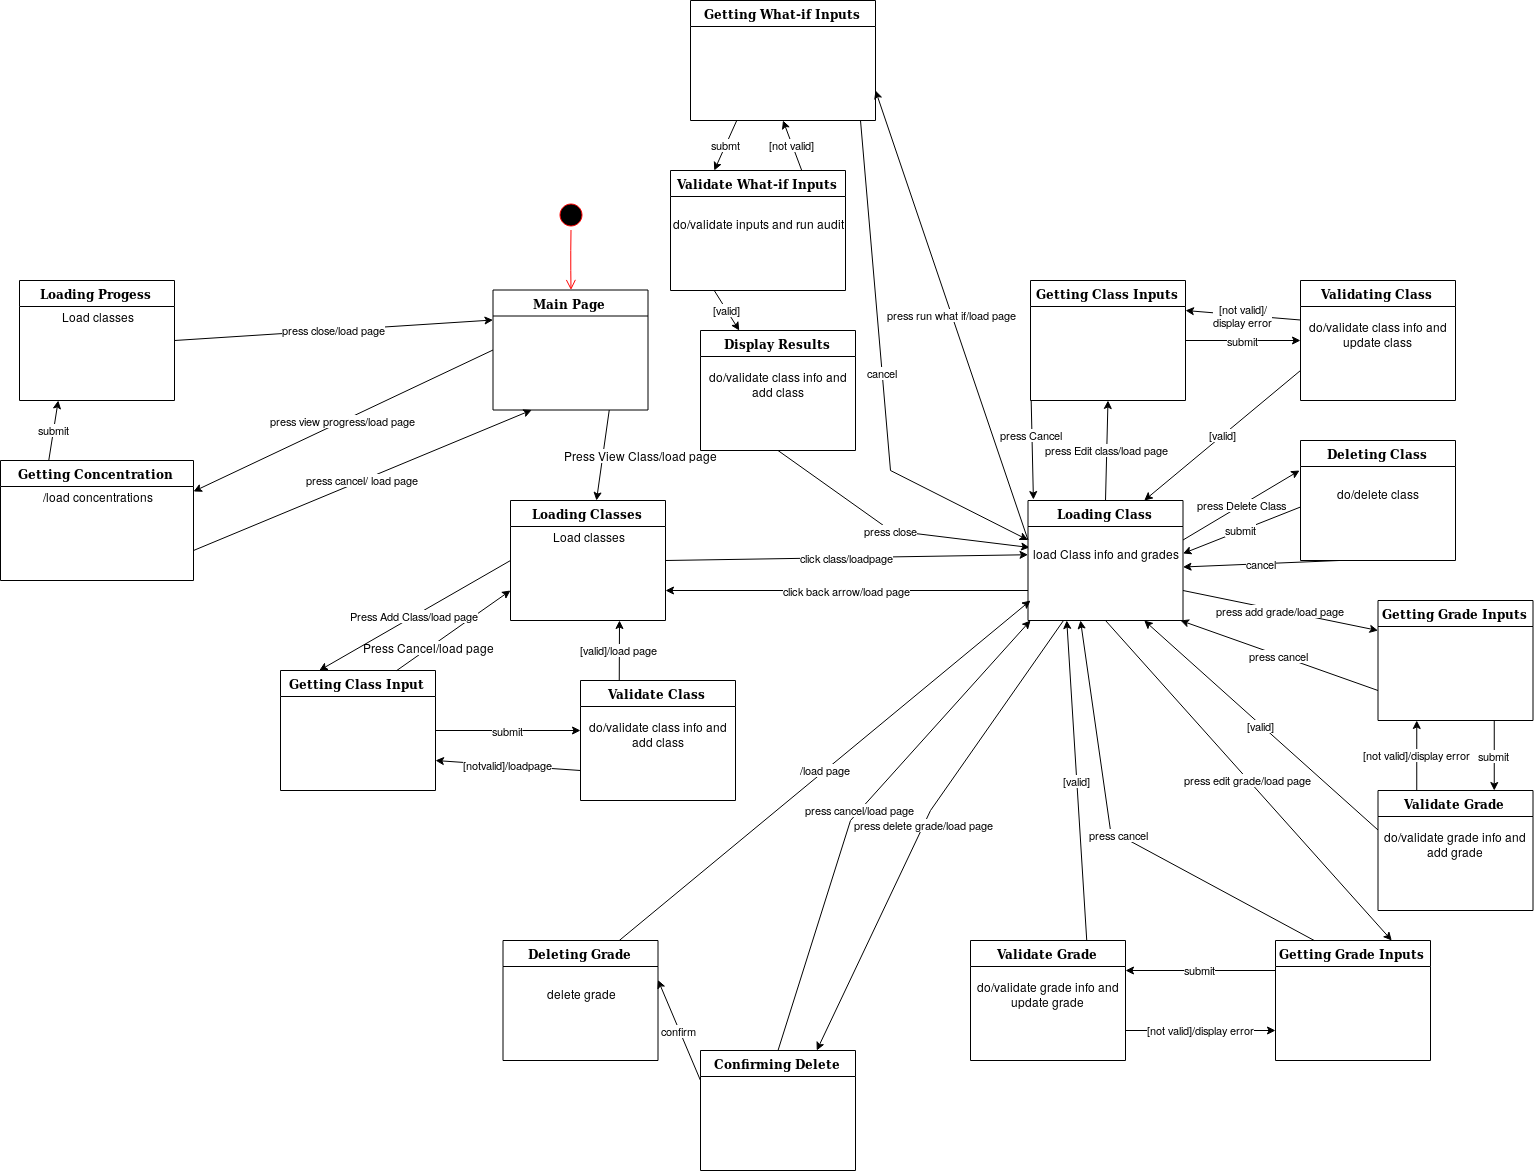 Getting What-if Inputs
submt
[not valid]
Validate What-if Inputs
do/validate inputs and run audit
[valid]
Display Results
do/validate class info and
add class
press close
cancel
press run what if/load page
Loading Progess
Load classes
press close/load page
Main Page
submit
press view progress/load page
Getting Concentration
/load concentrations
press cancel/ load page
Press View Class/load page
Loading Classes
Load classes
click class/loadpage
click back arrow/load page
Press Add Class/load page
Press Cancel/load page
[valid]/load page
Getting Class Input
submit
[notvalid]/loadpage
Validate Class
do/validate class info and
add class
Getting Class Inputs
[not valid]/
display error
submit
Validating Class
do/validate class info and
update class
press Cancel
press Edit class/load page
[valid]
Deleting Class
do/delete class
press Delete Class
submit
cancel
Loading Class
load Class info and grades
press add grade/load page
press cancel
Getting Grade Inputs
[not valid]/display error
submit
[valid]
Validate Grade
do/validate grade info and
add grade
/load page
press cancel/load page
press delete grade/load page
[valid]
press cancel
press edit grade/load page
Deleting Grade
delete grade
confirm
Confirming Delete
Validate Grade
do/validate grade info and
update grade
submit
[not valid]/display error
Getting Grade Inputs